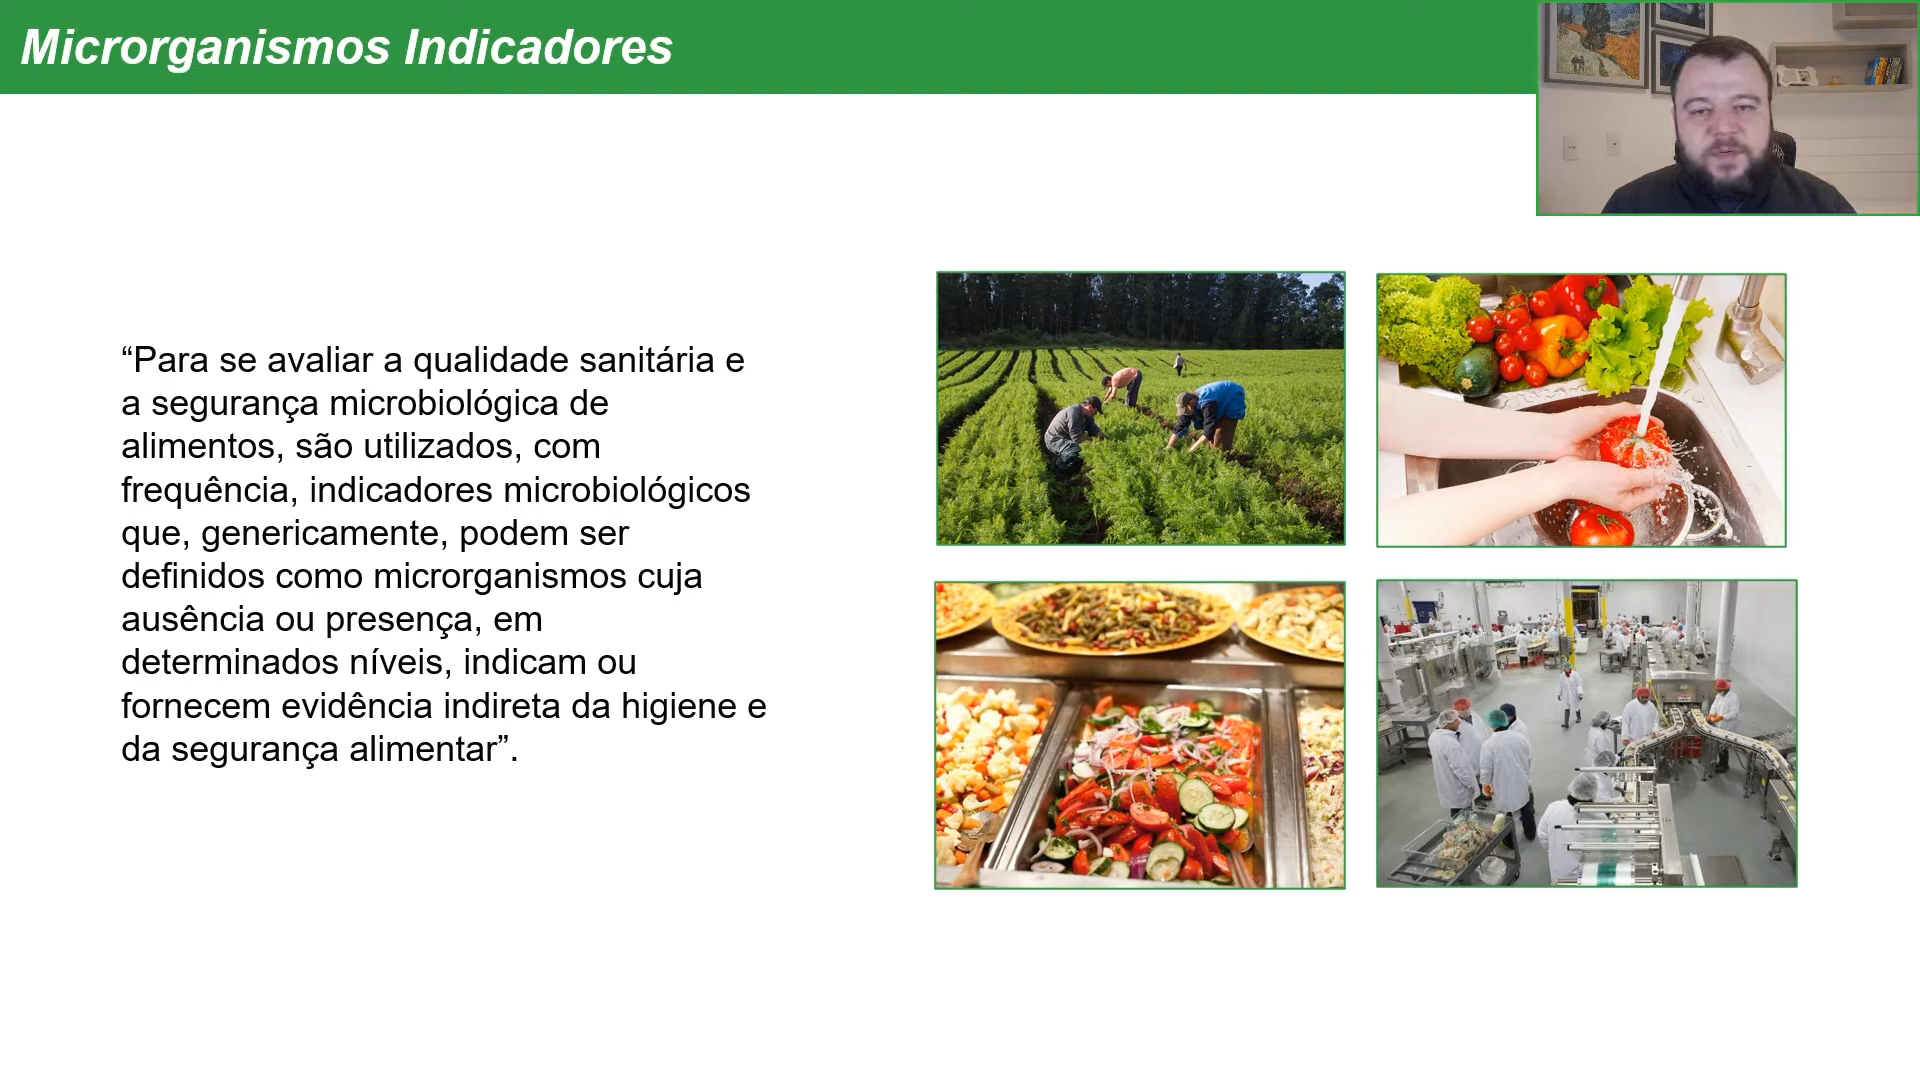 Microrganismos Indicadores
“Para se avaliar a qualidade sanitária e
a segurança microbiológica de
alimentos, são utilizados, com
frequência, indicadores microbiológicos
que, genericamente, podem ser
definidos como microrganismos cuja
ausência ou presença, em
determinados níveis, indicam ou
fornecem evidência indireta da higiene e
da segurança alimentar”.